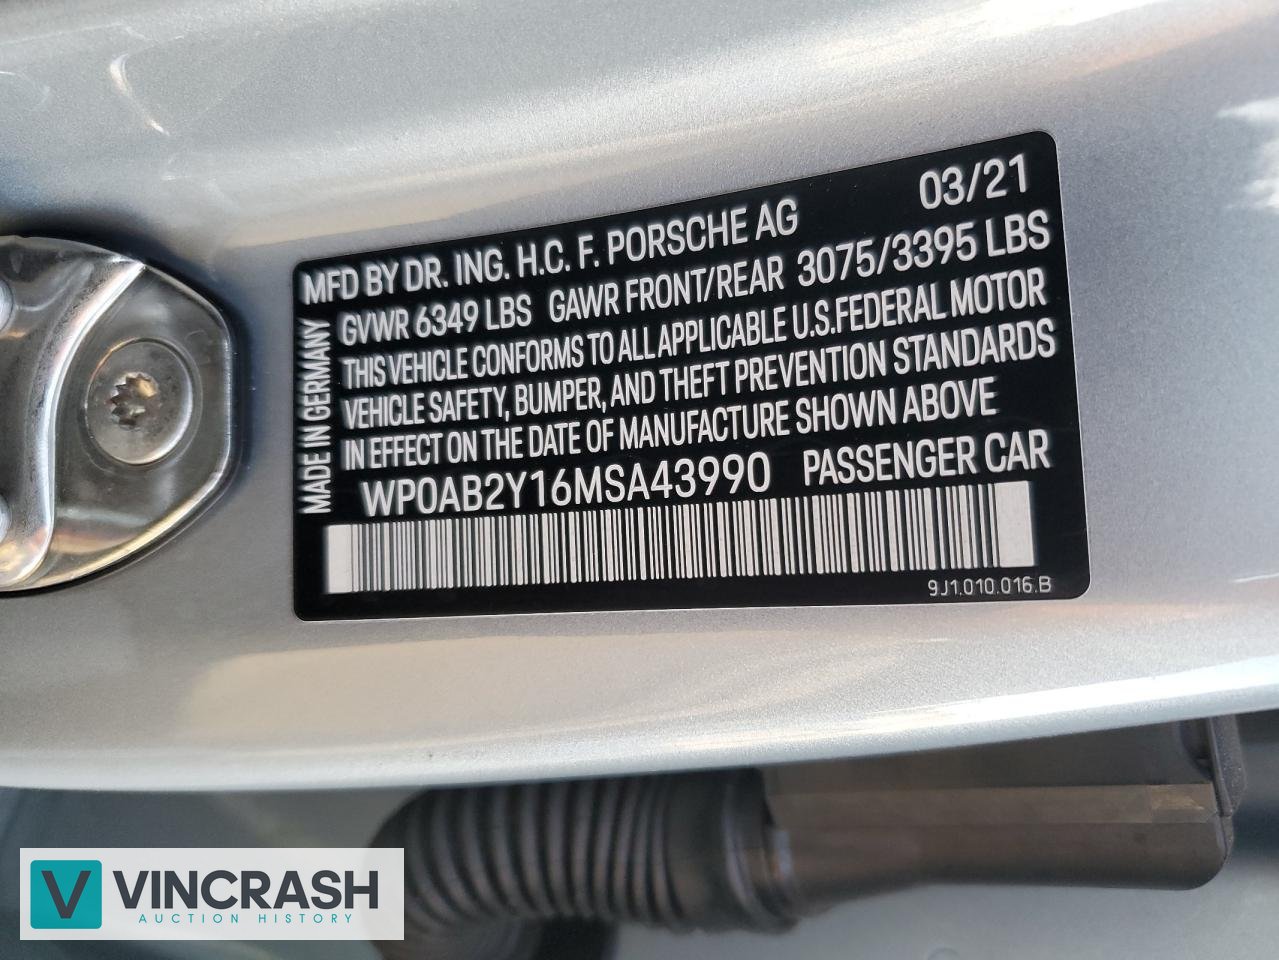 03/21
MFD BY DR. ING. H.C. F. PORSCHE AG
GVWR 6349 LBS GAWR FRONT/REAR 3075/3395 LBS
THIS VEHICLE CONFORMS TO ALL APPLICABLE U.S.FEDERAL MOTOR
VEHICLE SAFETY, BUMPER, AND THEFT PREVENTION STANDARDS
IN EFFECT ON THE DATE OF MANUFACTURE SHOWN ABOVE
MADE IN GERMANY
WP0AB2Y16MSA43990 PASSENGER CAR
9J1.010.016.B
V VINCRASH
AUCTION HISTORY